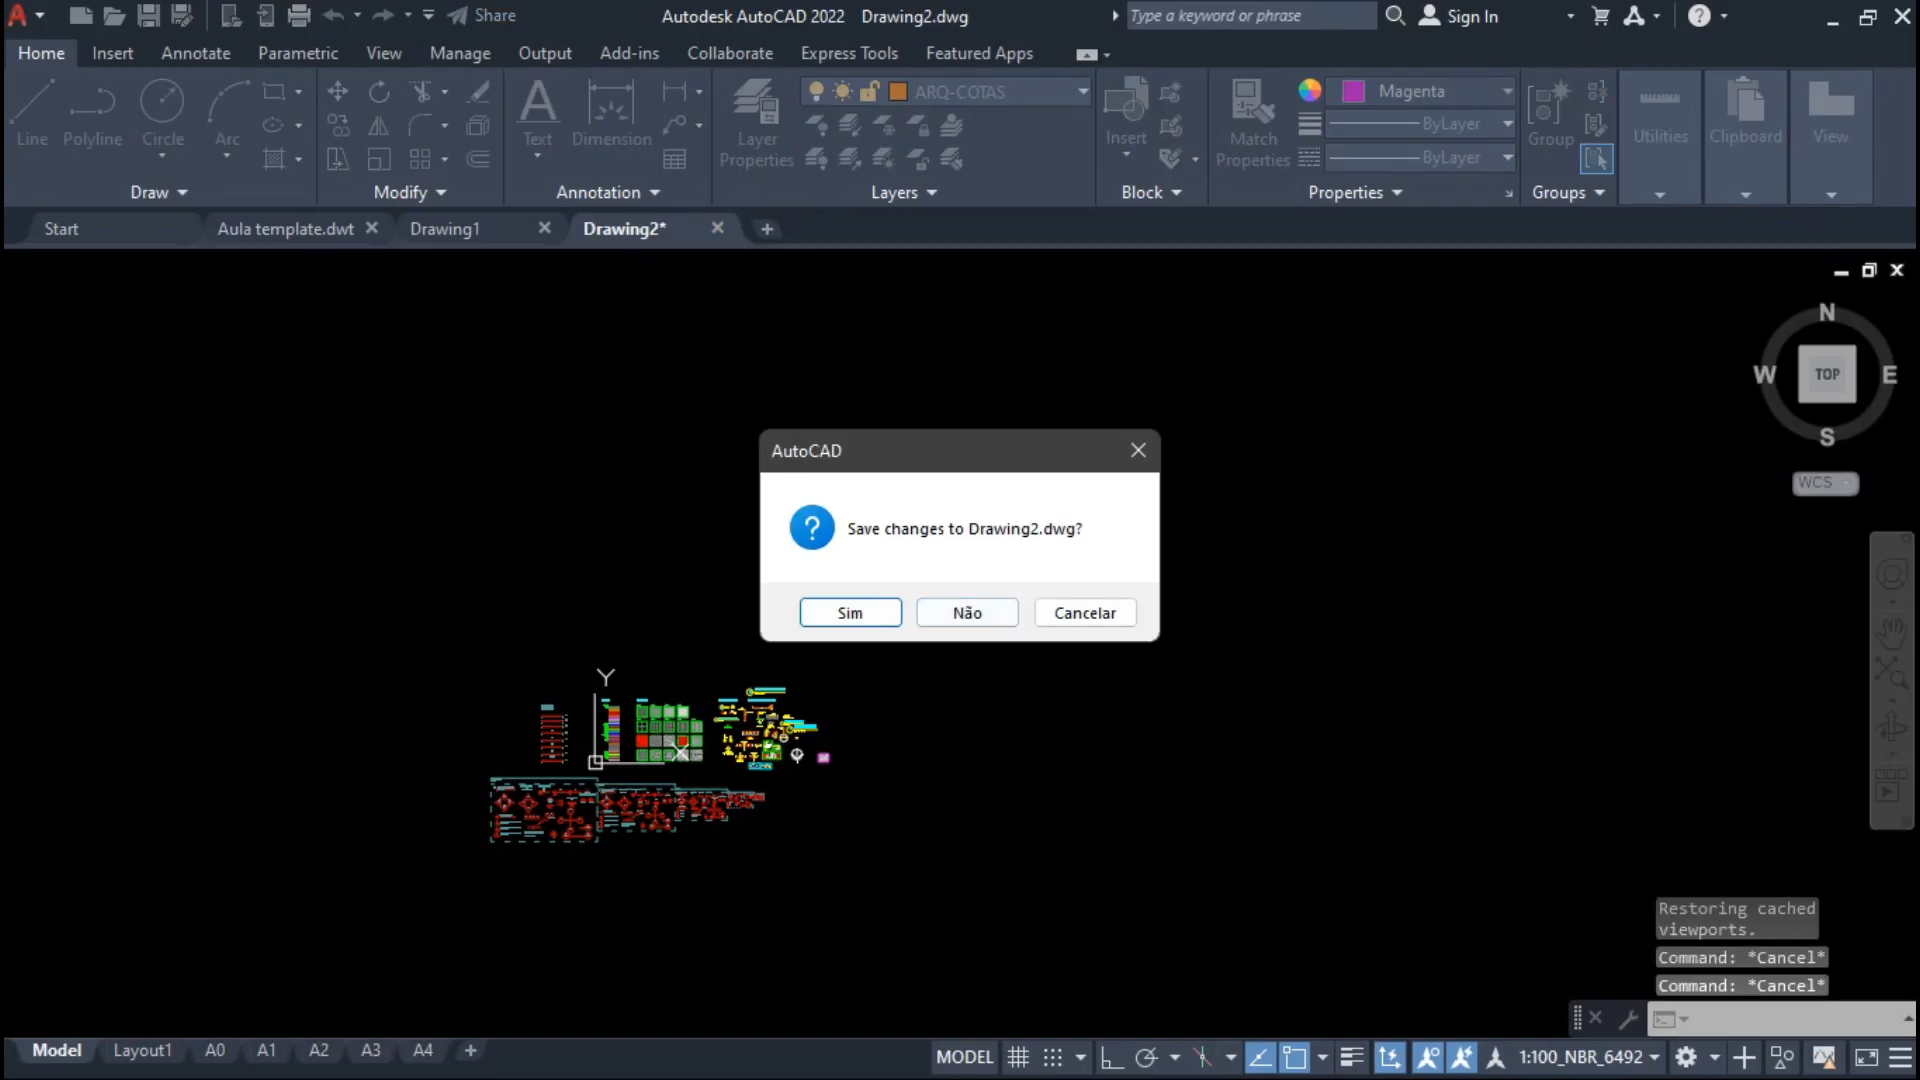 Share
Autodesk AutoCAD 2022 Drawing2.dwg
Type a keyword or phrase
Sign In
Home Insert Annotate Parametric View Manage Output Add-ins Collaborate Express Tools Featured Apps
ARQ-COTAS
Magenta
ByLayer
ByLayer
Line Polyline Circle Arc
Text Dimension
Layer Properties
Insert
Match Properties
Group
Utilities
Clipboard
View
Draw Modify Annotation Layers Block Properties Groups
Start Aula template.dwt Drawing1 Drawing2*
N
W TOP E
S
WCS
AutoCAD
Save changes to Drawing2.dwg?
Sim Não Cancelar
Y
X
Restoring cached
viewports.
Command: *Cancel*
Command: *Cancel*
Model Layout1 A0 A1 A2 A3 A4
MODEL 1:100_NBR_6492